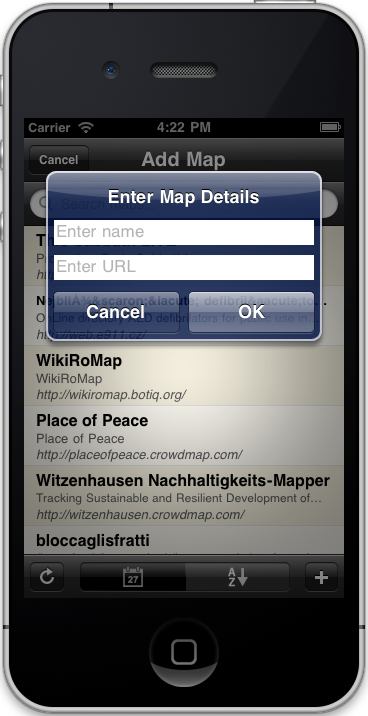 Carrier
4:22 PM
Cancel
Add Map
Enter Map Details
Enter name
Enter URL
Cancel
OK
WikiRoMap
WikiRoMap
http://wikiromap.botiq.org/
Place of Peace
Place of Peace
http://placeofpeace.crowdmap.com/
Witzenhausen Nachhaltigkeits-Mapper
Tracking Sustainable and Resilient Development of...
http://witzenhausen.crowdmap.com/
bloccaglisfratti
27
A
Z